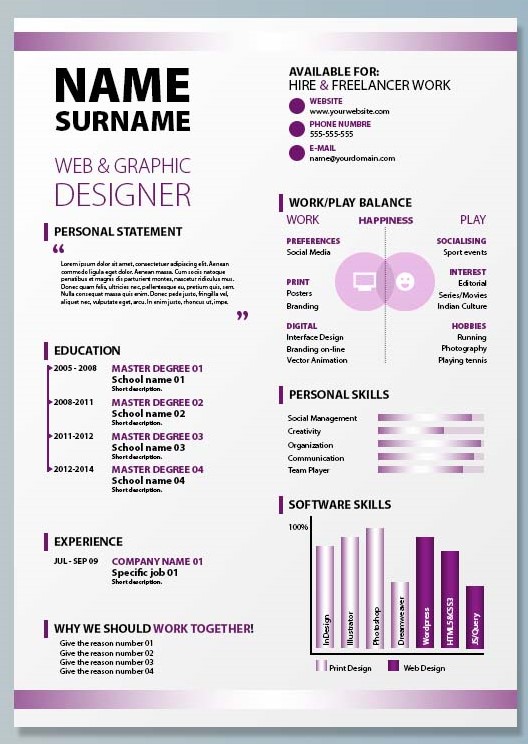 NAME
SURNAME
WEB & GRAPHIC
DESIGNER
PERSONAL STATEMENT
“
Lorem ipsum dolor sit amet, consectetuer adipiscing elit. Aenean
commodo ligula eget dolor. Aenean massa. Cum sociis natoque
penatibus et magnis dis parturient montes, nascetur ridiculus mus.
Donec quam felis, ultricies nec, pellentesque eu, pretium quis, sem.
Nulla consequat massa quis enim. Donec pede justo, fringilla vel,
aliquet nec, vulputate eget, arcu. In enim justo, rhoncus ut, impe.
”
EDUCATION
2005 - 2008 MASTER DEGREE 01
School name 01
Short description.
2008-2011 MASTER DEGREE 02
School name 02
Short description.
2011-2012 MASTER DEGREE 03
School name 03
Short description.
2012-2014 MASTER DEGREE 04
School name 04
Short description.
EXPERIENCE
JUL - SEP 09 COMPANY NAME 01
Specific job 01
Short description.
WHY WE SHOULD WORK TOGETHER!
Give the reason number 01
Give the reason number 02
Give the reason number 03
Give the reason number 04
AVAILABLE FOR:
HIRE & FREELANCER WORK
WEBSITE
www.yourwebsite.com
PHONE NUMBRE
555-555-555
E-MAIL
name@yourdomain.com
WORK/PLAY BALANCE
WORK HAPPINESS PLAY
PREFERENCES
Social Media
PRINT
Posters
Branding
DIGITAL
Interface Design
Branding on-line
Vector Animation
SOCIALISING
Sport events
INTEREST
Editorial
Series/Movies
Indian Culture
HOBBIES
Running
Photography
Playing tennis
PERSONAL SKILLS
Social Management
Creativity
Organization
Communication
Team Player
SOFTWARE SKILLS
100%
InDesign
Illustrator
Photoshop
Dreamweaver
Wordpress
HTML5&CSS3
JS/jQuery
Print Design
Web Design